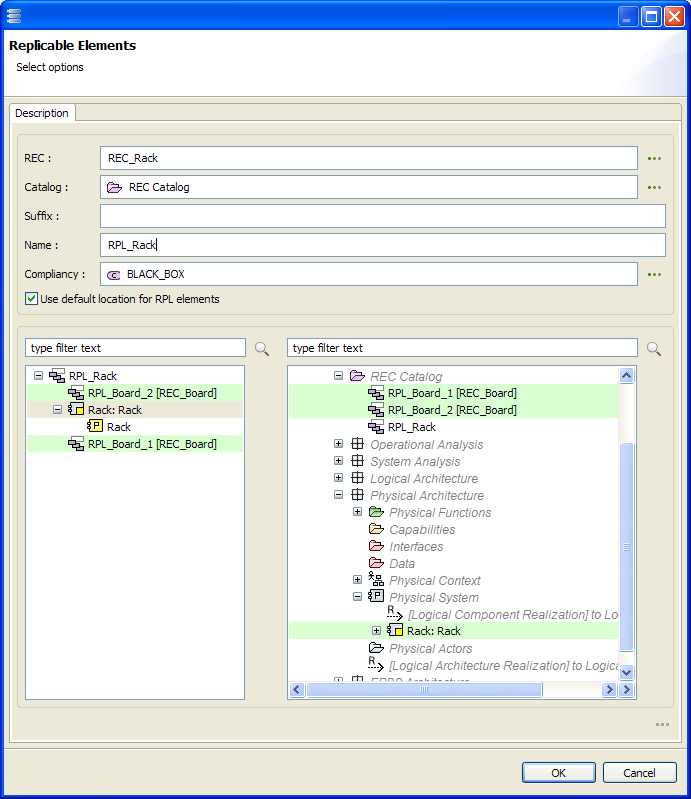 Replicable Elements
Select options
Description
REC :
REC_Rack
Catalog :
REC Catalog
Suffix :
Name :
RPL_Rack
Compliancy :
BLACK_BOX
Use default location for RPL elements
type filter text
RPL_Rack
RPL_Board_2 [REC_Board]
Rack: Rack
P Rack
RPL_Board_1 [REC_Board]
type filter text
REC Catalog
RPL_Board_1 [REC_Board]
RPL_Board_2 [REC_Board]
RPL_Rack
Operational Analysis
System Analysis
Logical Architecture
Physical Architecture
Physical Functions
Capabilities
Interfaces
Data
Physical Context
P Physical System
R [Logical Component Realization] to Lo
Rack: Rack
Physical Actors
R [Logical Architecture Realization] to Logica
OK
Cancel